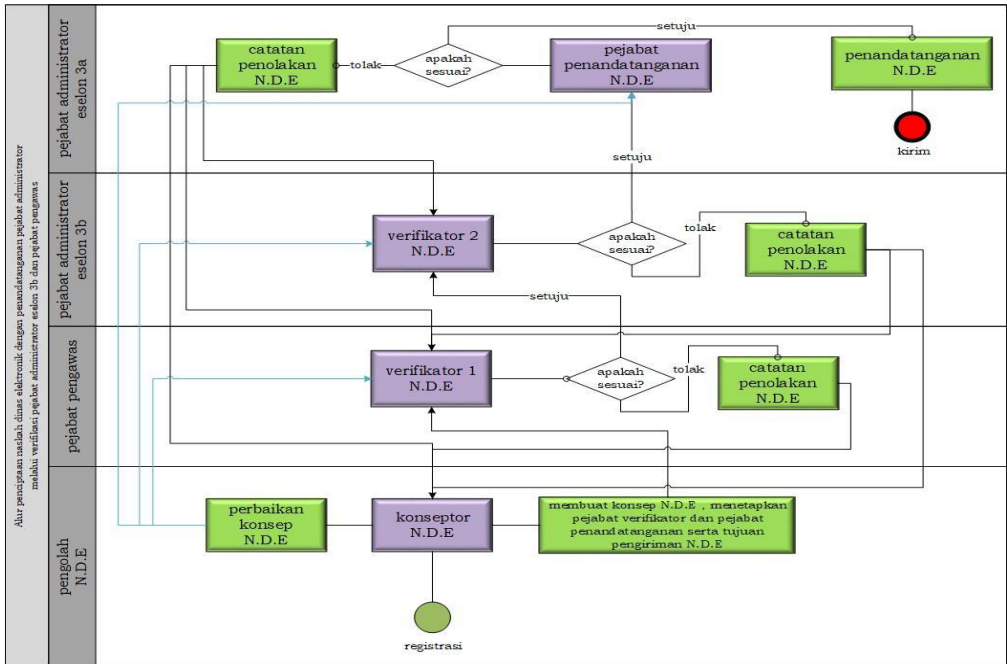 Alur penciptaan naskah dinas elektronik dengan penandatanganan pejabat administrator
melalui verifikasi pejabat administrator eselon 3b dan pejabat pengawas
pejabat administrator
eselon 3a
catatan
penolakan
N.D.E
tolak
apakah
sesuai?
setuju
pejabat
penandatanganan
N.D.E
penandatanganan
N.D.E
kirim
setuju
pejabat administrator
eselon 3b
verifikator 2
N.D.E
apakah
sesuai?
tolak
catatan
penolakan
N.D.E
setuju
pejabat pengawas
verifikator 1
N.D.E
apakah
sesuai?
tolak
catatan
penolakan
N.D.E
pengolah
N.D.E
perbaikan
konsep
N.D.E
konseptor
N.D.E
membuat konsep N.D.E , menetapkan
pejabat verifikator dan pejabat
penandatanganan serta tujuan
pengiriman N.D.E
registrasi